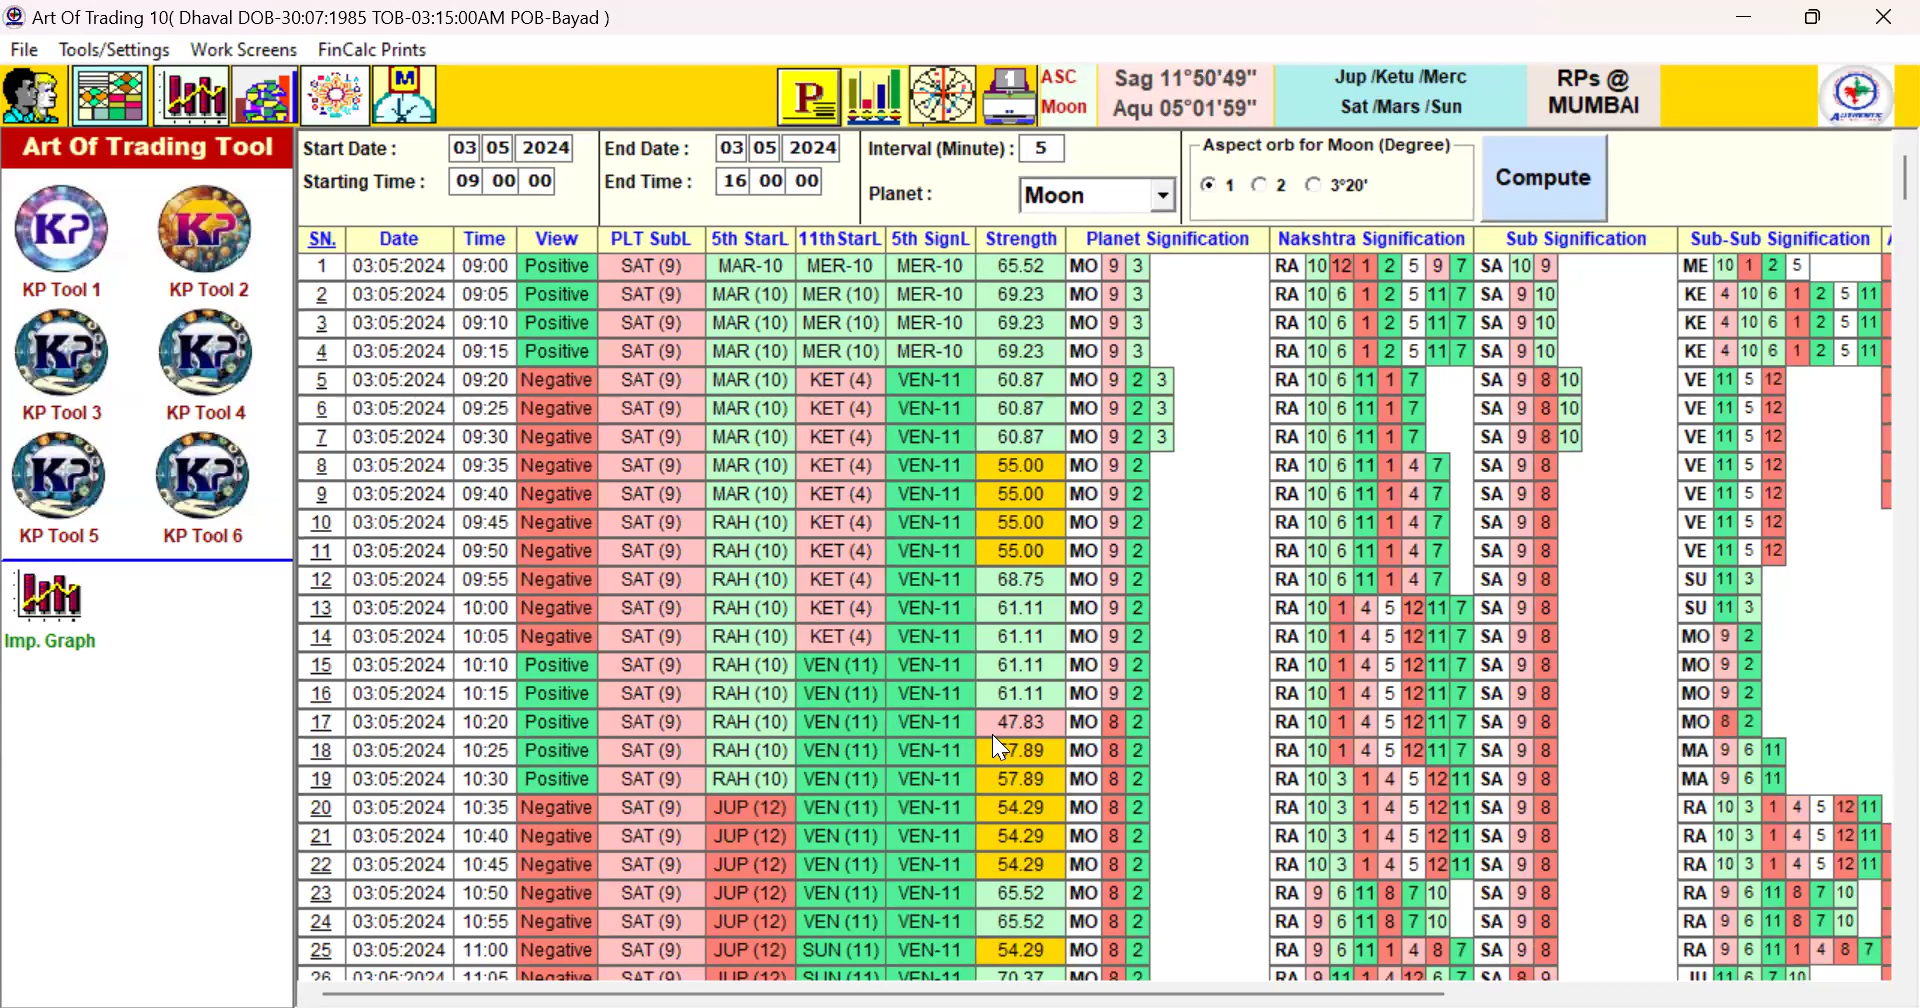 Art Of Trading 10( Dhaval DOB-30:07:1985 TOB-03:15:00AM POB-Bayad )
File Tools/Settings Work Screens FinCalc Prints
M P 1 ASC Sag 11°50'49" Jup /Ketu /Merc RPs @
Moon Aqu 05°01'59" Sat /Mars /Sun MUMBAI
Art Of Trading Tool
KP KP
KP Tool 1 KP Tool 2
KP KP
KP Tool 3 KP Tool 4
KP KP
KP Tool 5 KP Tool 6
Imp. Graph
Start Date : 03 05 2024 End Date : 03 05 2024 Interval (Minute) : 5 Aspect orb for Moon (Degree)
Starting Time : 09 00 00 End Time : 16 00 00 Planet : Moon 1 2 3°20' Compute
SN. Date Time View PLT SubL 5th StarL 11thStarL 5th SignL Strength Planet Signification Nakshtra Signification Sub Signification Sub-Sub Signification
1 03:05:2024 09:00 Positive SAT (9) MAR-10 MER-10 MER-10 65.52 MO 9 3 RA 10 12 1 2 5 9 7 SA 10 9 ME 10 1 2 5
2 03:05:2024 09:05 Positive SAT (9) MAR (10) MER (10) MER-10 69.23 MO 9 3 RA 10 6 1 2 5 11 7 SA 9 10 KE 4 10 6 1 2 5 11
3 03:05:2024 09:10 Positive SAT (9) MAR (10) MER (10) MER-10 69.23 MO 9 3 RA 10 6 1 2 5 11 7 SA 9 10 KE 4 10 6 1 2 5 11
4 03:05:2024 09:15 Positive SAT (9) MAR (10) MER (10) MER-10 69.23 MO 9 3 RA 10 6 1 2 5 11 7 SA 9 10 KE 4 10 6 1 2 5 11
5 03:05:2024 09:20 Negative SAT (9) MAR (10) KET (4) VEN-11 60.87 MO 9 2 3 RA 10 6 11 1 7 SA 9 8 10 VE 11 5 12
6 03:05:2024 09:25 Negative SAT (9) MAR (10) KET (4) VEN-11 60.87 MO 9 2 3 RA 10 6 11 1 7 SA 9 8 10 VE 11 5 12
7 03:05:2024 09:30 Negative SAT (9) MAR (10) KET (4) VEN-11 60.87 MO 9 2 3 RA 10 6 11 1 7 SA 9 8 10 VE 11 5 12
8 03:05:2024 09:35 Negative SAT (9) MAR (10) KET (4) VEN-11 55.00 MO 9 2 RA 10 6 11 1 4 7 SA 9 8 VE 11 5 12
9 03:05:2024 09:40 Negative SAT (9) MAR (10) KET (4) VEN-11 55.00 MO 9 2 RA 10 6 11 1 4 7 SA 9 8 VE 11 5 12
10 03:05:2024 09:45 Negative SAT (9) RAH (10) KET (4) VEN-11 55.00 MO 9 2 RA 10 6 11 1 4 7 SA 9 8 VE 11 5 12
11 03:05:2024 09:50 Negative SAT (9) RAH (10) KET (4) VEN-11 55.00 MO 9 2 RA 10 6 11 1 4 7 SA 9 8 VE 11 5 12
12 03:05:2024 09:55 Negative SAT (9) RAH (10) KET (4) VEN-11 68.75 MO 9 2 RA 10 6 11 1 4 7 SA 9 8 SU 11 3
13 03:05:2024 10:00 Negative SAT (9) RAH (10) KET (4) VEN-11 61.11 MO 9 2 RA 10 1 4 5 12 11 7 SA 9 8 SU 11 3
14 03:05:2024 10:05 Negative SAT (9) RAH (10) KET (4) VEN-11 61.11 MO 9 2 RA 10 1 4 5 12 11 7 SA 9 8 MO 9 2
15 03:05:2024 10:10 Positive SAT (9) RAH (10) VEN (11) VEN-11 61.11 MO 9 2 RA 10 1 4 5 12 11 7 SA 9 8 MO 9 2
16 03:05:2024 10:15 Positive SAT (9) RAH (10) VEN (11) VEN-11 61.11 MO 9 2 RA 10 1 4 5 12 11 7 SA 9 8 MO 9 2
17 03:05:2024 10:20 Positive SAT (9) RAH (10) VEN (11) VEN-11 47.83 MO 8 2 RA 10 1 4 5 12 11 7 SA 9 8 MO 8 2
18 03:05:2024 10:25 Positive SAT (9) RAH (10) VEN (11) VEN-11 7.89 MO 8 2 RA 10 1 4 5 12 11 7 SA 9 8 MA 9 6 11
19 03:05:2024 10:30 Positive SAT (9) RAH (10) VEN (11) VEN-11 57.89 MO 8 2 RA 10 3 1 4 5 12 11 SA 9 8 MA 9 6 11
20 03:05:2024 10:35 Negative SAT (9) JUP (12) VEN (11) VEN-11 54.29 MO 8 2 RA 10 3 1 4 5 12 11 SA 9 8 RA 10 3 1 4 5 12 11
21 03:05:2024 10:40 Negative SAT (9) JUP (12) VEN (11) VEN-11 54.29 MO 8 2 RA 10 3 1 4 5 12 11 SA 9 8 RA 10 3 1 4 5 12 11
22 03:05:2024 10:45 Negative SAT (9) JUP (12) VEN (11) VEN-11 54.29 MO 8 2 RA 10 3 1 4 5 12 11 SA 9 8 RA 10 3 1 4 5 12 11
23 03:05:2024 10:50 Negative SAT (9) JUP (12) VEN (11) VEN-11 65.52 MO 8 2 RA 9 6 11 8 7 10 SA 9 8 RA 9 6 11 8 7 10
24 03:05:2024 10:55 Negative SAT (9) JUP (12) VEN (11) VEN-11 65.52 MO 8 2 RA 9 6 11 8 7 10 SA 9 8 RA 9 6 11 8 7 10
25 03:05:2024 11:00 Negative SAT (9) JUP (12) SUN (11) VEN-11 54.29 MO 8 2 RA 9 6 11 1 4 8 7 SA 9 8 RA 9 6 11 1 4 8 7
26 03:05:2024 11:05 Negative SAT (9) JUP (12) SUN (11) VEN-11 70.37 MO 8 2 RA 9 11 1 4 12 6 7 SA 8 9 JU 11 6 7 10